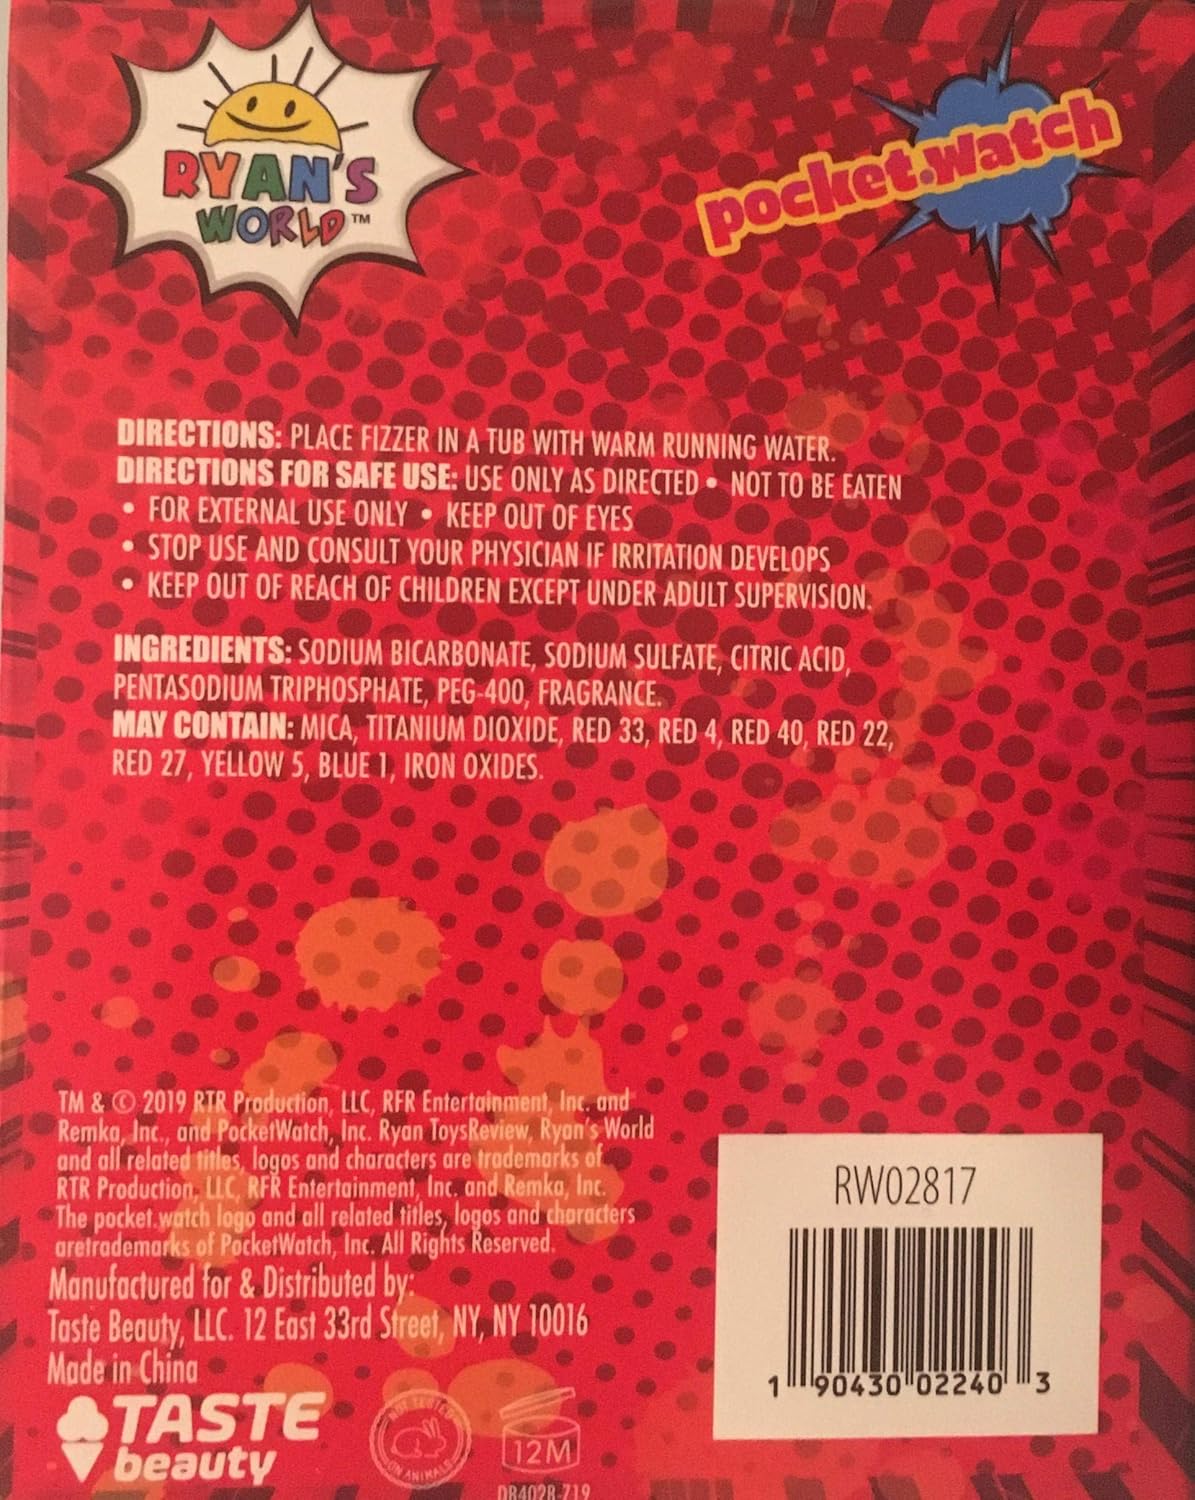 RYAN'S
WORLD™
pocket.watch
DIRECTIONS: PLACE FIZZER IN A TUB WITH WARM RUNNING WATER.
DIRECTIONS FOR SAFE USE: USE ONLY AS DIRECTED • NOT TO BE EATEN
• FOR EXTERNAL USE ONLY • KEEP OUT OF EYES
• STOP USE AND CONSULT YOUR PHYSICIAN IF IRRITATION DEVELOPS
• KEEP OUT OF REACH OF CHILDREN EXCEPT UNDER ADULT SUPERVISION.
INGREDIENTS: SODIUM BICARBONATE, SODIUM SULFATE, CITRIC ACID,
PENTASODIUM TRIPHOSPHATE, PEG-400, FRAGRANCE.
MAY CONTAIN: MICA, TITANIUM DIOXIDE, RED 33, RED 4, RED 40, RED 22,
RED 27, YELLOW 5, BLUE 1, IRON OXIDES.
TM & © 2019 RTR Production, LLC, RFR Entertainment, Inc. and
Remka, Inc., and PocketWatch, Inc. Ryan ToysReview, Ryan's World
and all related titles, logos and characters are trademarks of
RTR Production, LLC, RFR Entertainment, Inc. and Remka, Inc.
The pocket.watch logo and all related titles, logos and characters
aretrademarks of PocketWatch, Inc. All Rights Reserved.
Manufactured for & Distributed by:
Taste Beauty, LLC. 12 East 33rd Street, NY, NY 10016
Made in China
TASTE
beauty
NOT TESTED
ON ANIMALS
12M
DR402R-719
RW02817
1 90430 02240 3